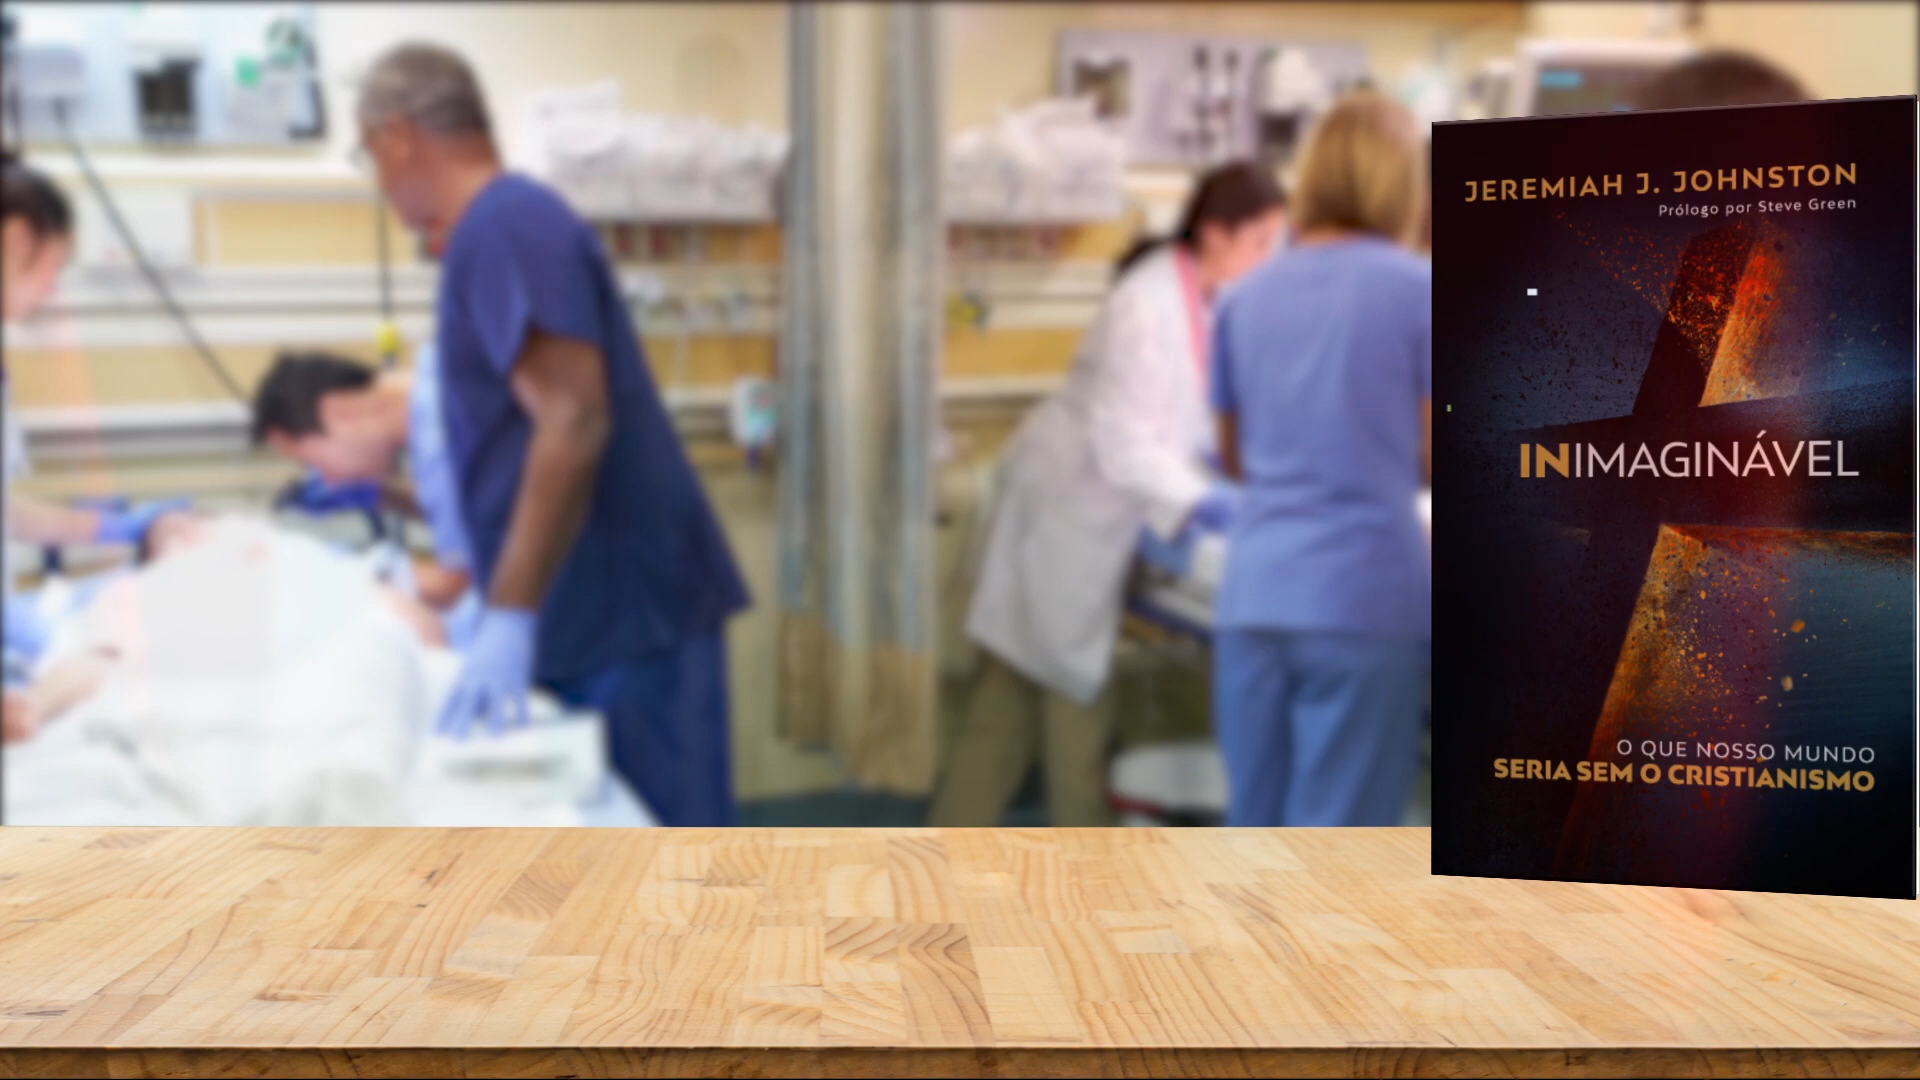 JEREMIAH J. JOHNSTON
Prólogo por Steve Green
INIMAGINÁVEL
O QUE NOSSO MUNDO
SERIA SEM O CRISTIANISMO